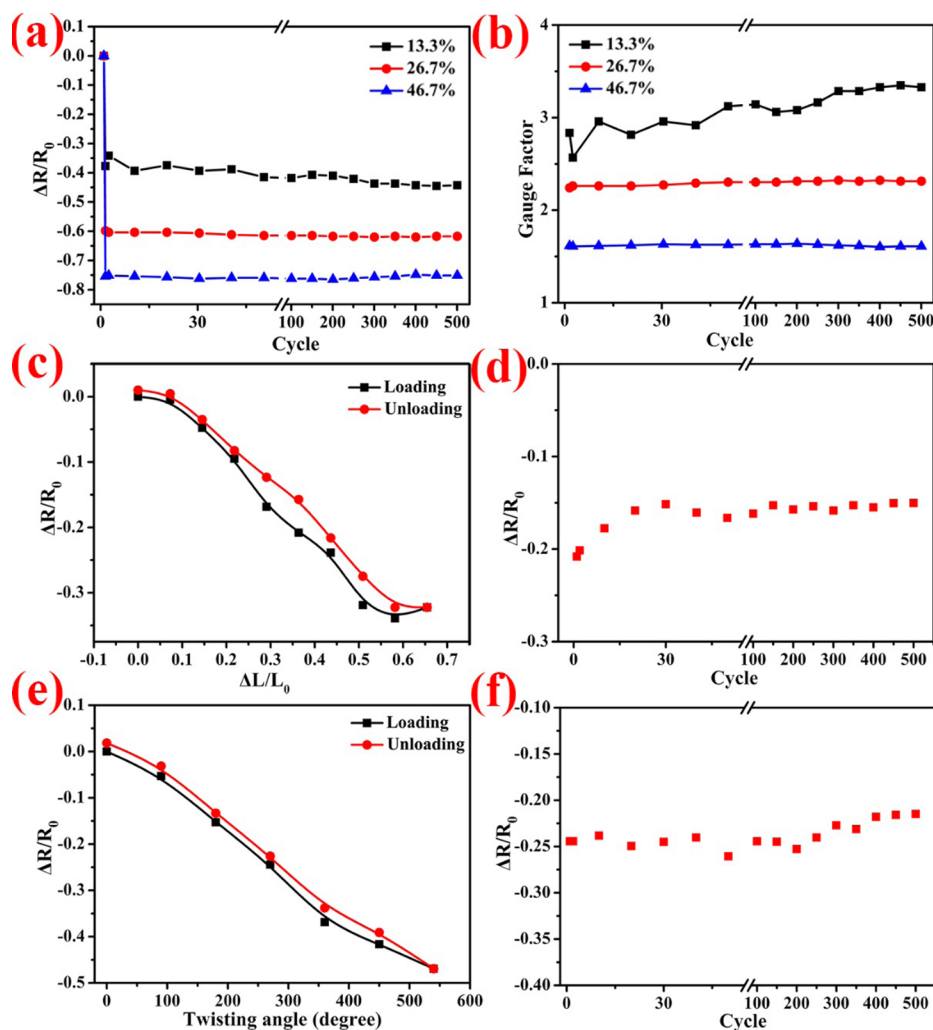 (a)
0.1
0.0
-0.1
-0.2
-0.3
-0.4
-0.5
-0.6
-0.7
-0.8
ΔR/R0
13.3%
26.7%
46.7%
0 30 100 200 300 400 500
Cycle
(b)
4
3
2
1
Gauge Factor
13.3%
26.7%
46.7%
0 30 100 200 300 400 500
Cycle
(c)
0.0
-0.1
-0.2
-0.3
ΔR/R0
Loading
Unloading
-0.1 0.0 0.1 0.2 0.3 0.4 0.5 0.6 0.7
ΔL/L0
(d)
0.0
-0.1
-0.2
-0.3
ΔR/R0
0 30 100 200 300 400 500
Cycle
(e)
0.1
0.0
-0.1
-0.2
-0.3
-0.4
-0.5
ΔR/R0
Loading
Unloading
0 100 200 300 400 500 600
Twisting angle (degree)
(f)
-0.10
-0.15
-0.20
-0.25
-0.30
-0.35
-0.40
ΔR/R0
0 30 100 200 300 400 500
Cycle